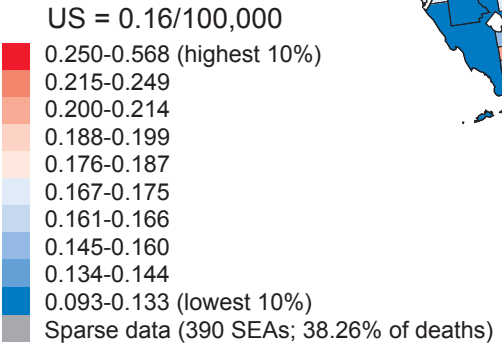 US = 0.16/100,000
0.250-0.568 (highest 10%)
0.215-0.249
0.200-0.214
0.188-0.199
0.176-0.187
0.167-0.175
0.161-0.166
0.145-0.160
0.134-0.144
0.093-0.133 (lowest 10%)
Sparse data (390 SEAs; 38.26% of deaths)